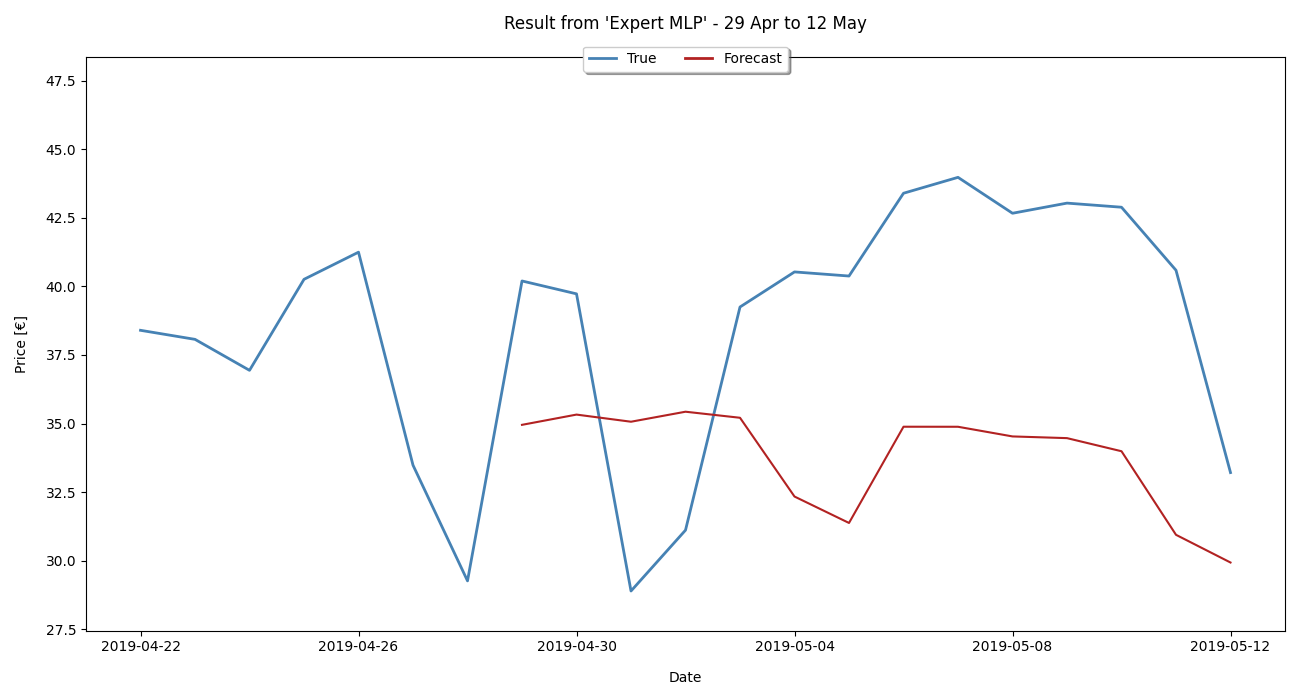 Result from 'Expert MLP' - 29 Apr to 12 May
True Forecast
47.5
45.0
42.5
40.0
37.5
35.0
32.5
30.0
27.5
Price [€]
2019-04-22 2019-04-26 2019-04-30 2019-05-04 2019-05-08 2019-05-12
Date